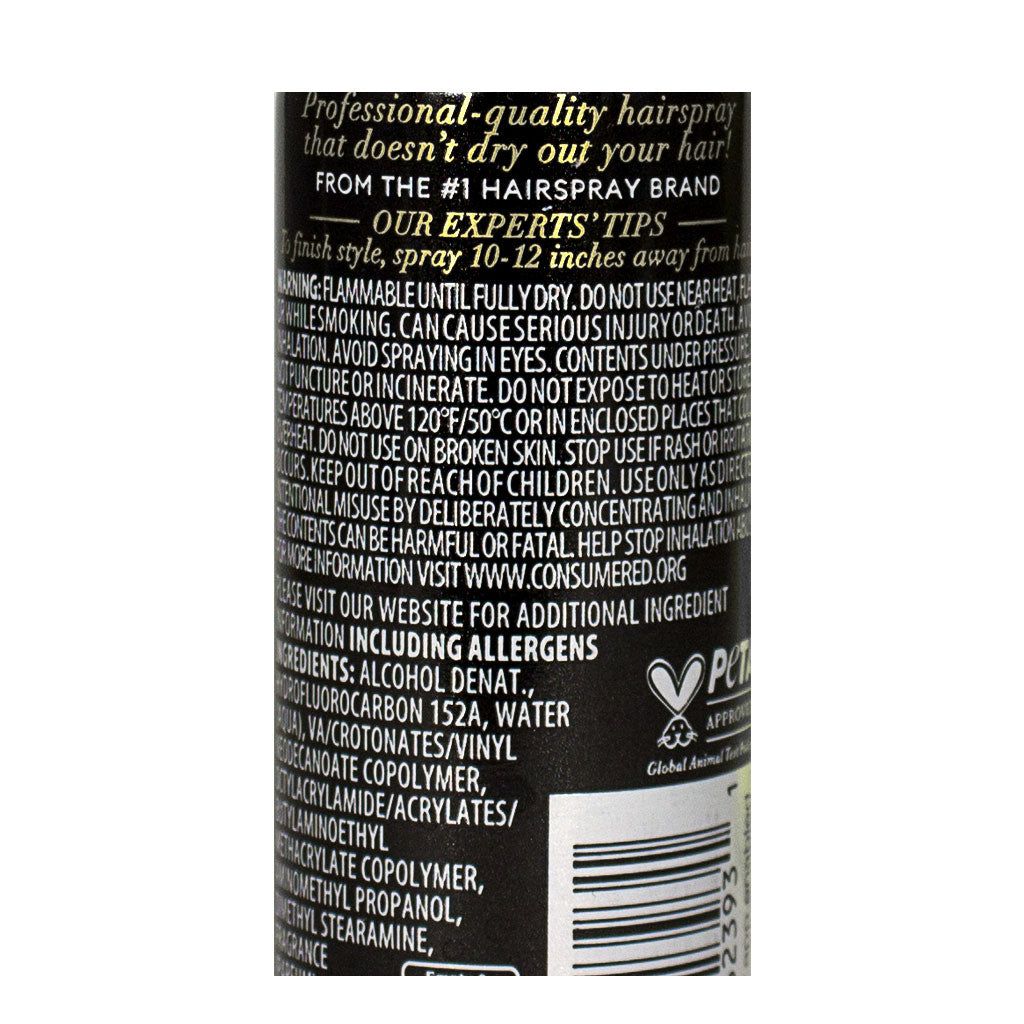 Professional-quality hairspray
that doesn't dry out your hair!
FROM THE #1 HAIRSPRAY BRAND
OUR EXPERTS' TIPS
To finish style, spray 10-12 inches away from
FLAMMABLE UNTIL FULLY DRY. DO NOT USE NEAR HEAT,
WHILE SMOKING. CAN CAUSE SERIOUS INJURY OR DEATH.
AVOID SPRAYING IN EYES. CONTENTS UNDER PRESSURE.
PUNCTURE OR INCINERATE. DO NOT EXPOSE TO HEAT OR
ABOVE 120°F/50°C OR IN ENCLOSED PLACES THAT
DO NOT USE ON BROKEN SKIN. STOP USE IF RASH OR
KEEP OUT OF REACH OF CHILDREN. USE ONLY AS
MISUSE BY DELIBERATELY CONCENTRATING AND
CONTENTS CAN BE HARMFUL OR FATAL. HELP STOP INHALATION
MORE INFORMATION VISIT WWW.CONSUMERED.ORG
VISIT OUR WEBSITE FOR ADDITIONAL INGREDIENT
INCLUDING ALLERGENS
ALCOHOL DENAT.,
152A, WATER
VA/CROTONATES/VINYL
COPOLYMER,
COPOLYMER,
PROPANOL,
STEARAMINE,
PeTA
Global Animal Test
2393 1